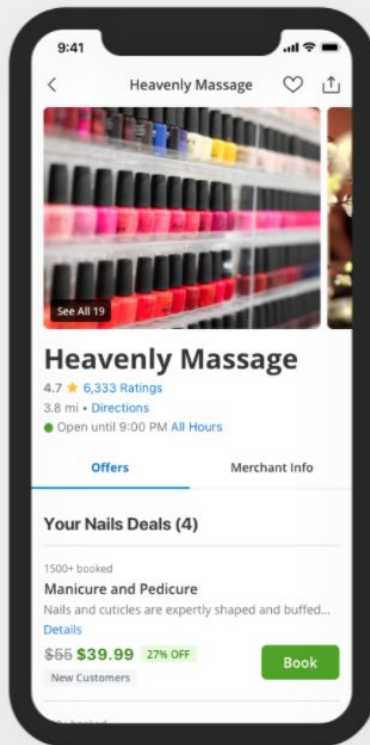 9:41
Heavenly Massage
See All 19
Heavenly Massage
4.7 ★ 6,333 Ratings
3.8 mi • Directions
Open until 9:00 PM All Hours
Offers Merchant Info
Your Nails Deals (4)
1500+ booked
Manicure and Pedicure
Nails and cuticles are expertly shaped and buffed...
Details
$55 $39.99 27% OFF
Book
New Customers